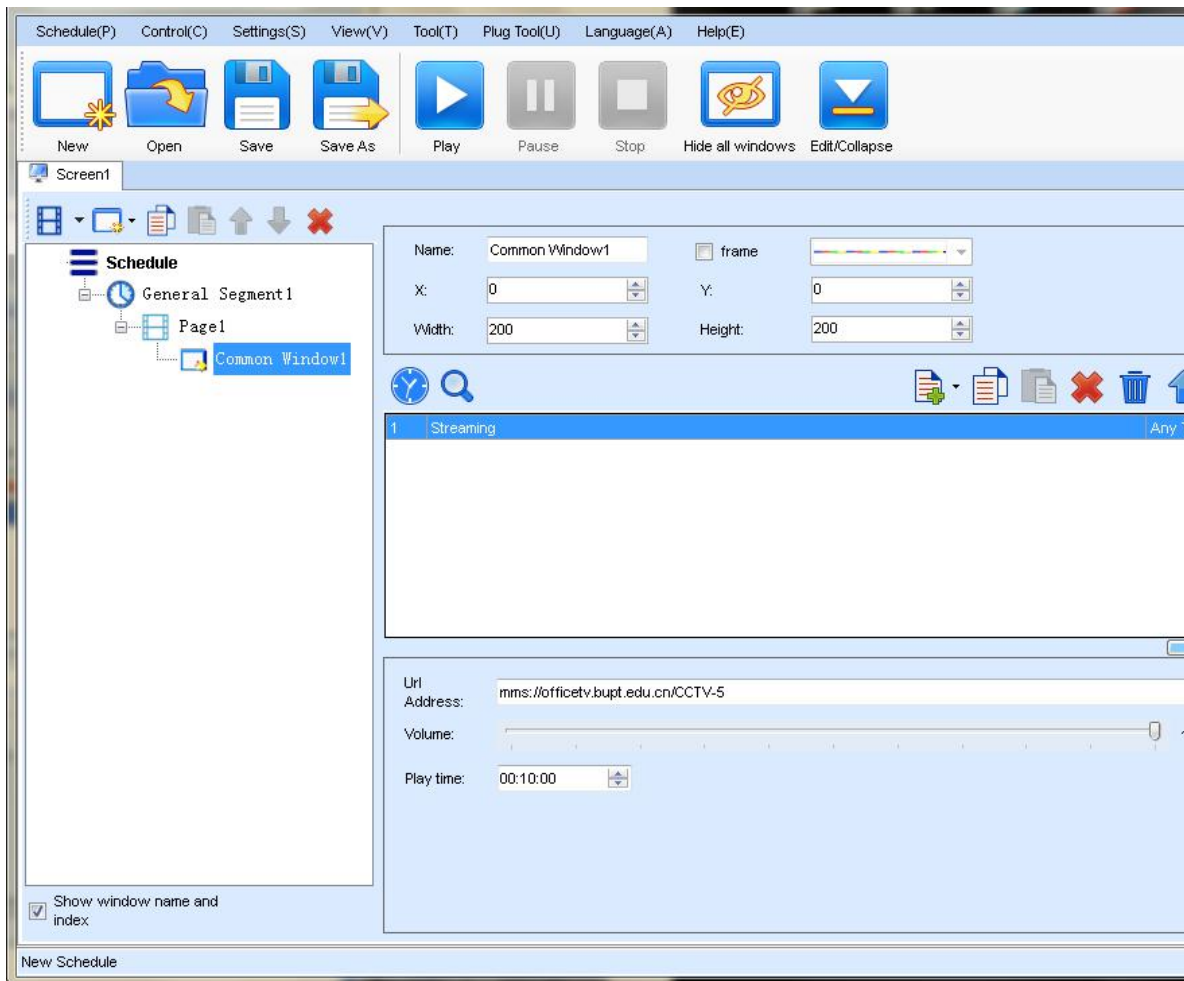 Schedule(P) Control(C) Settings(S) View(V) Tool(T) Plug Tool(U) Language(A) Help(E)
New Open Save Save As Play Pause Stop Hide all windows Edit/Collapse
Screen1
Schedule
General Segment1
Page1
Common Window1
Name: Common Window1 frame
X: 0 Y: 0
Width: 200 Height: 200
1 Streaming Any
Url
Address: mms://officetv.bupt.edu.cn/CCTV-5
Volume:
Play time: 00:10:00
Show window name and
index
New Schedule